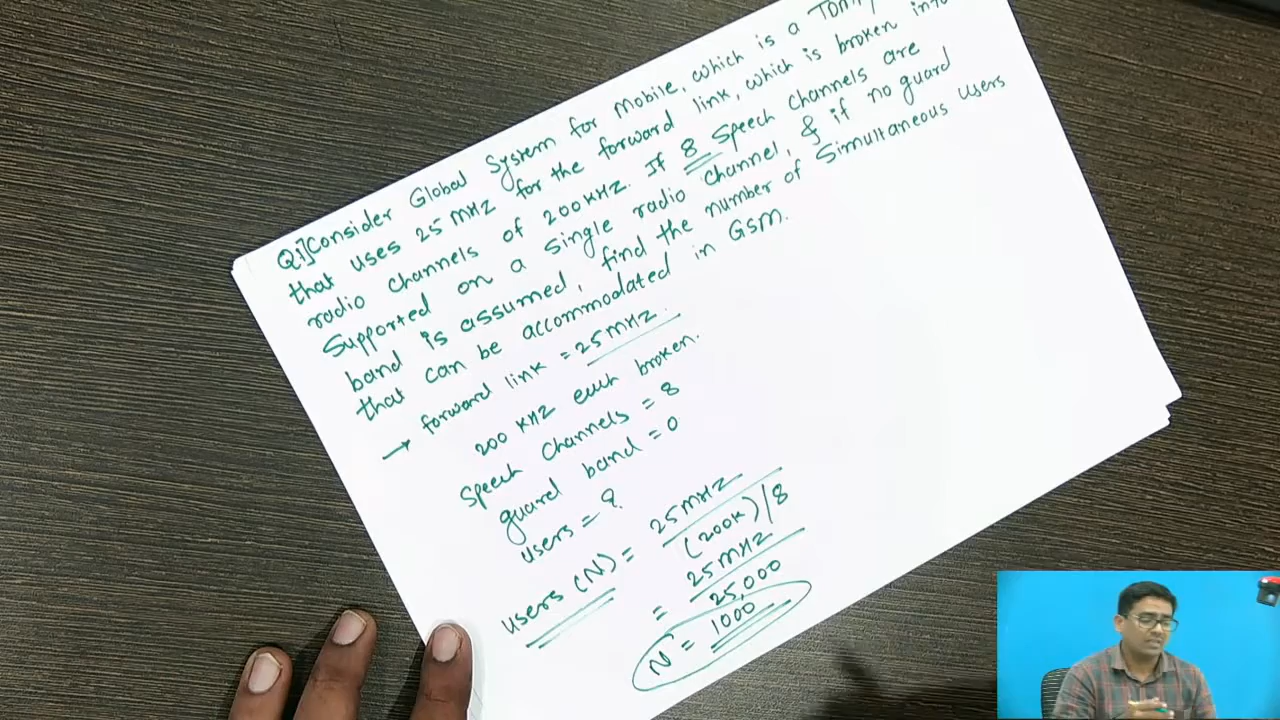 Q1] Consider Global System for Mobile, which is a
that uses 25 MHz for the forward link, which is broken into
radio channels of 200 KHZ. If 8 Speech Channels are
Supported on a single radio channel, & if no guard
band is assumed, find the number of Simultaneous users
that can be accommodated in GSM.
→ forward link = 25 MHZ.
200 KHZ each broken.
Speech Channels = 8
guard band = 0
users = ?
users (N) = 25 MHZ
(200K)/8
= 25 MHZ
25,000
N = 1000